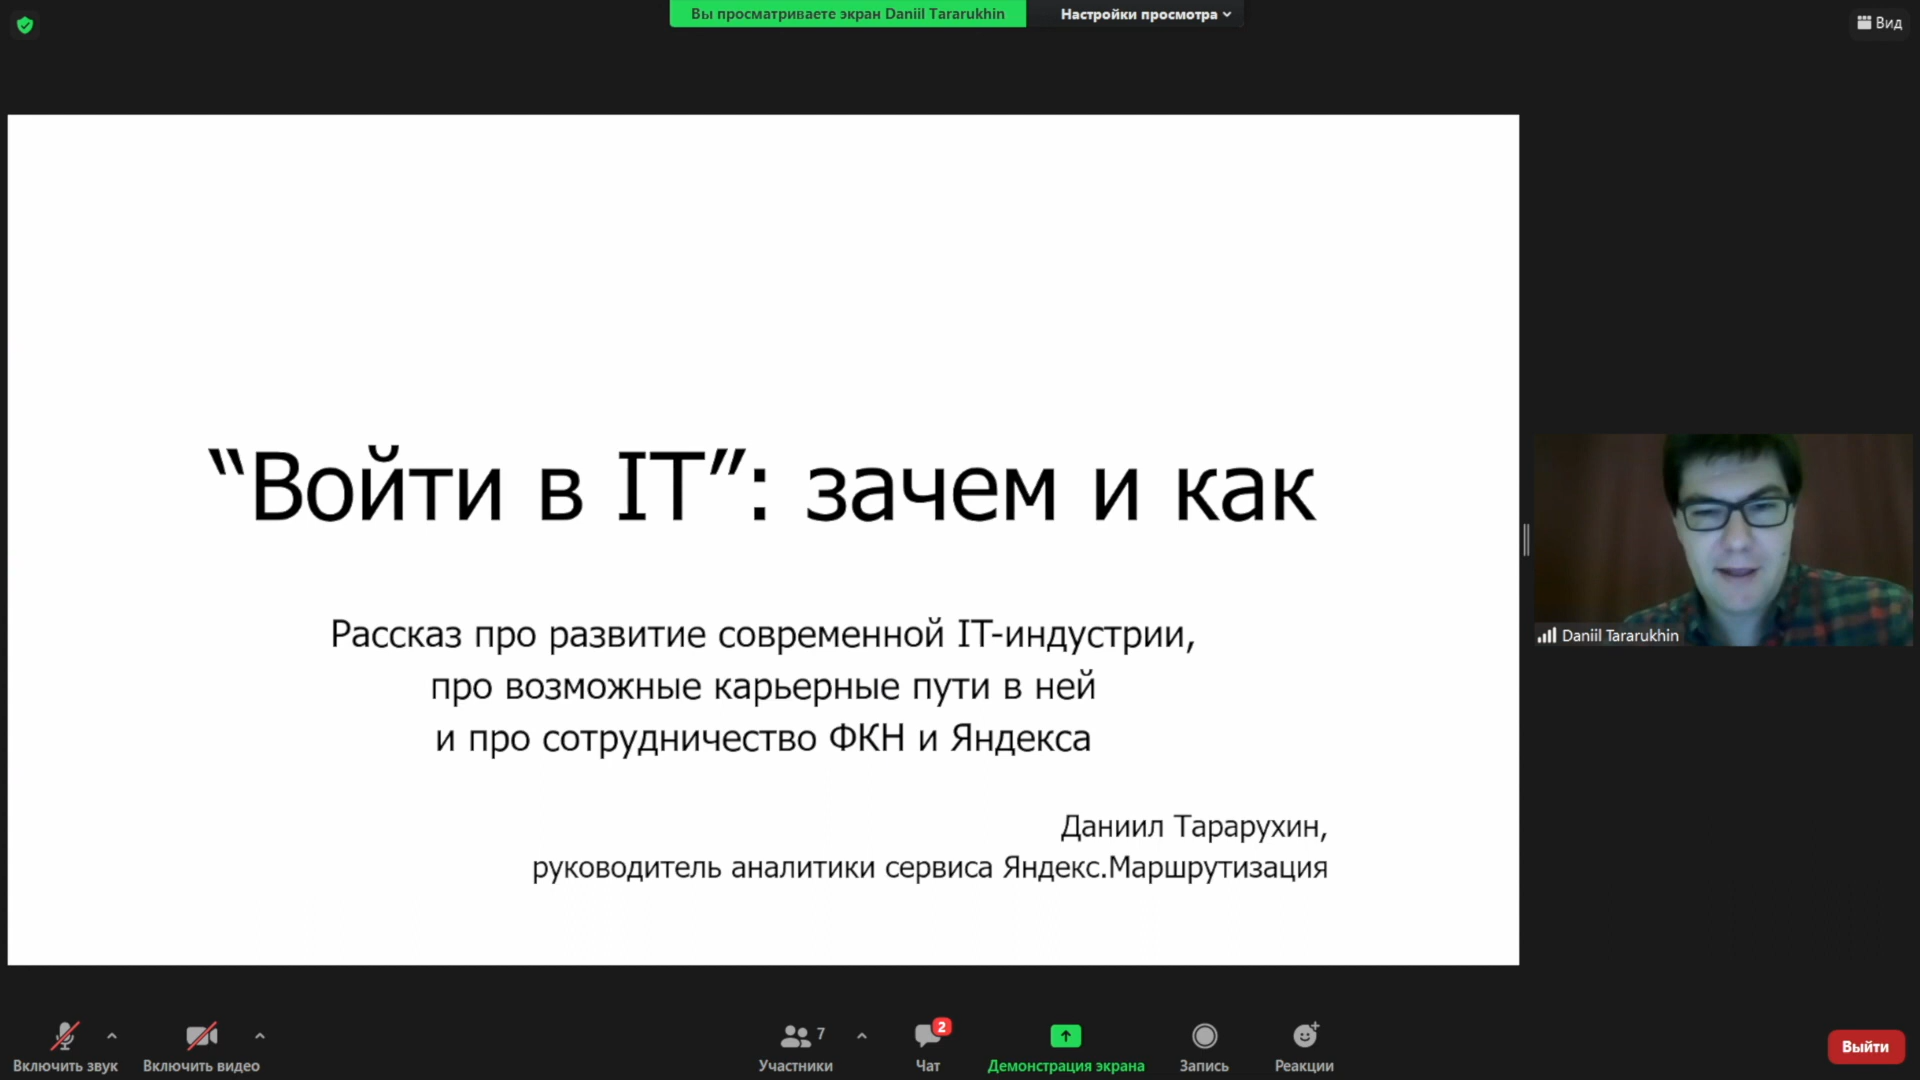 Вы просматриваете экран Daniil Tararukhin
Настройки просмотра
Вид
“Войти в IT”: зачем и как
Рассказ про развитие современной IT-индустрии,
про возможные карьерные пути в ней
и про сотрудничество ФКН и Яндекса
Даниил Тарарухин,
руководитель аналитики сервиса Яндекс.Маршрутизация
Daniil Tararukhin
Включить звук
Включить видео
7
Участники
2
Чат
Демонстрация экрана
Запись
Реакции
Выйти